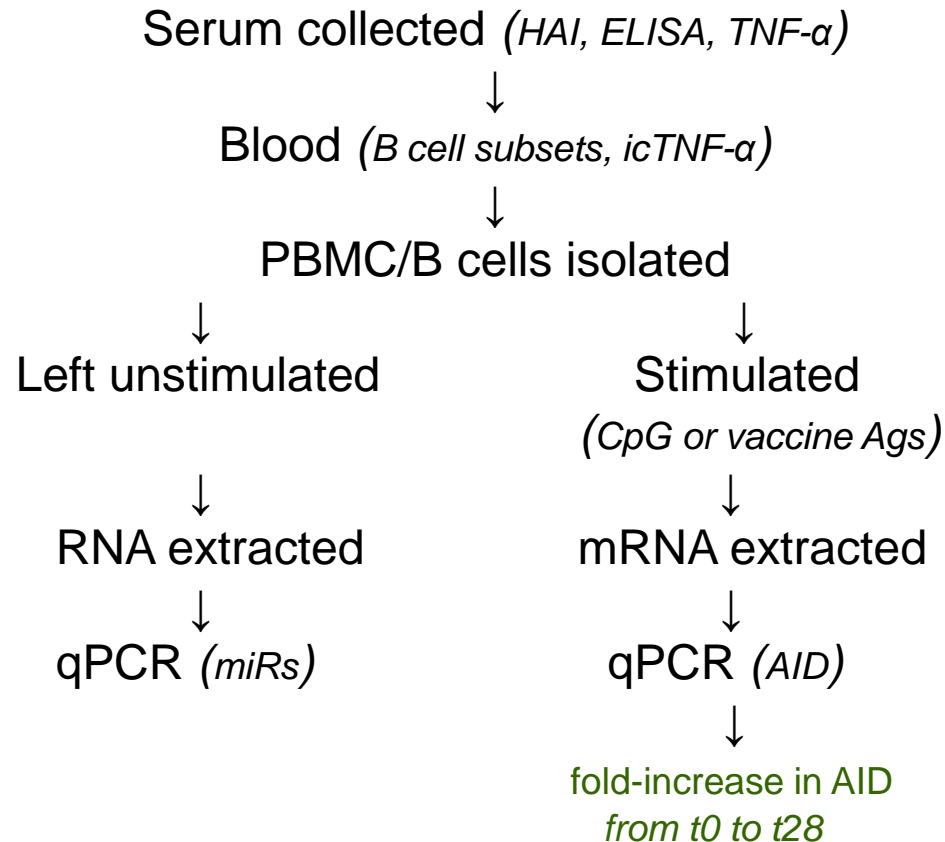 Serum collected (HAI, ELISA, TNF-α)
↓
Blood (B cell subsets, icTNF-α)
↓
PBMC/B cells isolated
↓ ↓
Left unstimulated Stimulated
(CpG or vaccine Ags)
↓ ↓
RNA extracted mRNA extracted
↓ ↓
qPCR (miRs) qPCR (AID)
↓
fold-increase in AID
from t0 to t28